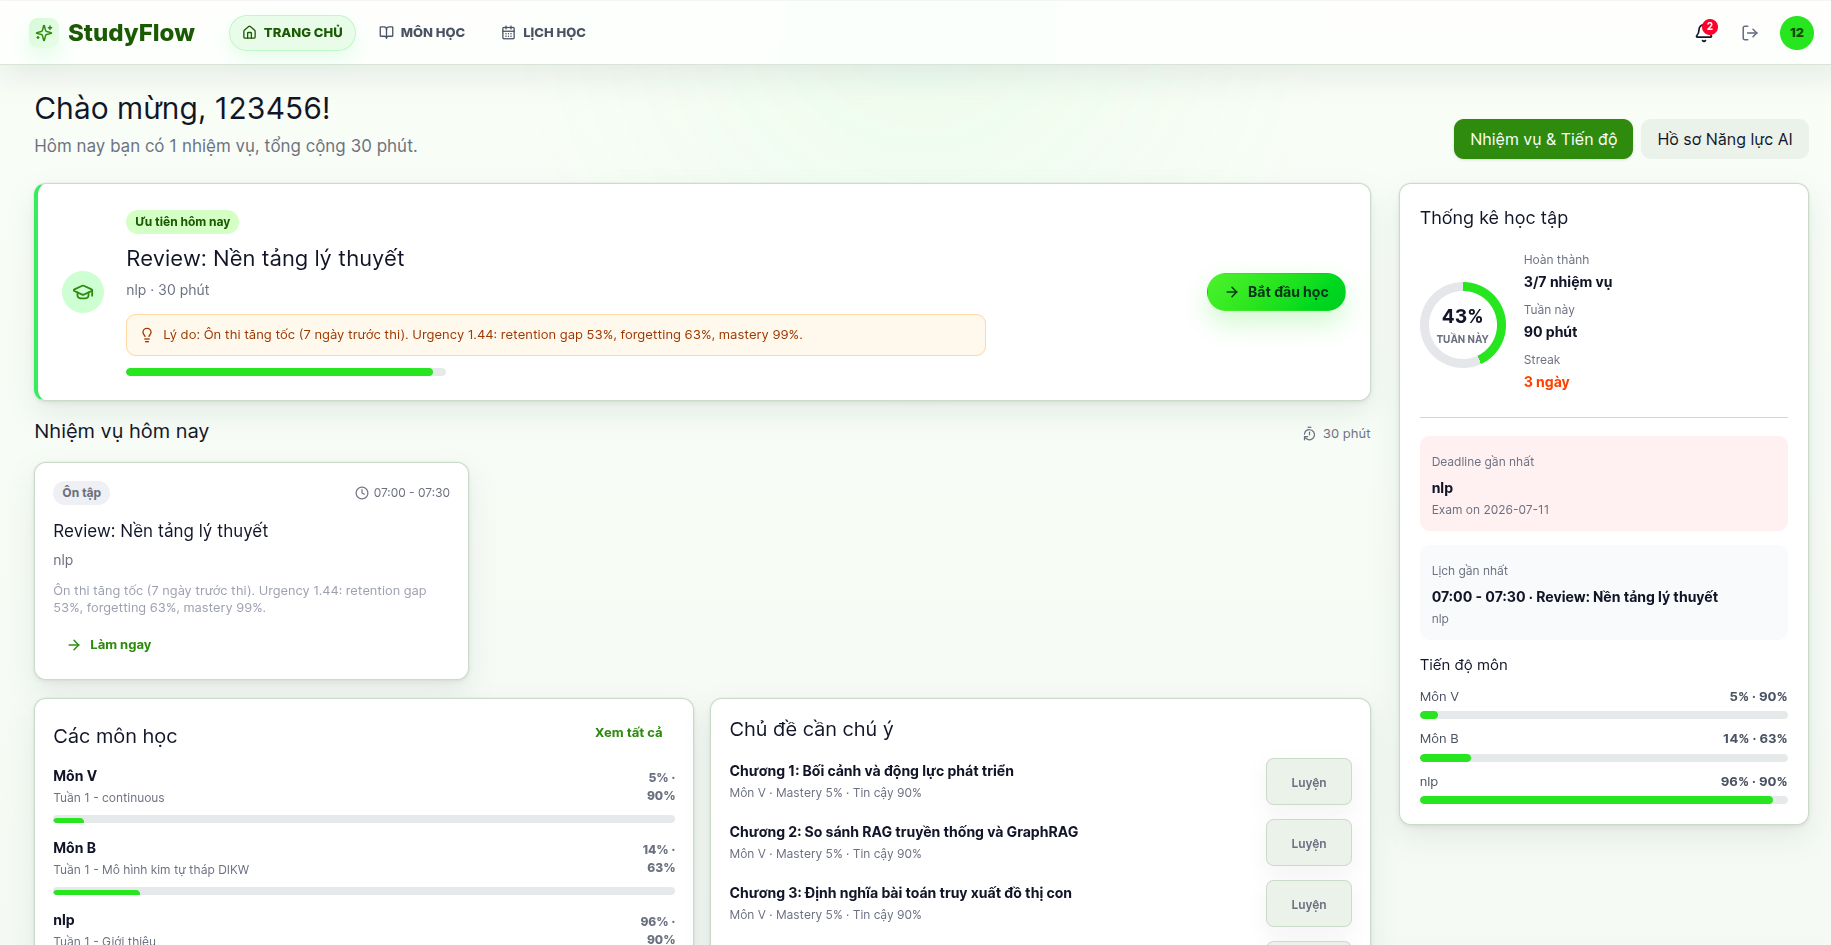 StudyFlow
TRANG CHỦ
MÔN HỌC
LỊCH HỌC
2
12
Chào mừng, 123456!
Hôm nay bạn có 1 nhiệm vụ, tổng cộng 30 phút.
Nhiệm vụ & Tiến độ
Hồ sơ Năng lực AI
Ưu tiên hôm nay
Review: Nền tảng lý thuyết
nlp · 30 phút
Lý do: Ôn thi tăng tốc (7 ngày trước thi). Urgency 1.44: retention gap 53%, forgetting 63%, mastery 99%.
Bắt đầu học
Nhiệm vụ hôm nay
30 phút
Ôn tập
07:00 - 07:30
Review: Nền tảng lý thuyết
nlp
Ôn thi tăng tốc (7 ngày trước thi). Urgency 1.44: retention gap
53%, forgetting 63%, mastery 99%.
Làm ngay
Các môn học
Xem tất cả
Môn V
5% ·
90%
Tuần 1 - continuous
Môn B
14% ·
63%
Tuần 1 - Mô hình kim tự tháp DIKW
nlp
96% ·
90%
Tuần 1 - Giới thiệu
Chủ đề cần chú ý
Chương 1: Bối cảnh và động lực phát triển
Môn V · Mastery 5% · Tin cậy 90%
Luyện
Chương 2: So sánh RAG truyền thống và GraphRAG
Môn V · Mastery 5% · Tin cậy 90%
Luyện
Chương 3: Định nghĩa bài toán truy xuất đồ thị con
Môn V · Mastery 5% · Tin cậy 90%
Luyện
Thống kê học tập
43%
TUẦN NÀY
Hoàn thành
3/7 nhiệm vụ
Tuần này
90 phút
Streak
3 ngày
Deadline gần nhất
nlp
Exam on 2026-07-11
Lịch gần nhất
07:00 - 07:30 · Review: Nền tảng lý thuyết
nlp
Tiến độ môn
Môn V
5% · 90%
Môn B
14% · 63%
nlp
96% · 90%